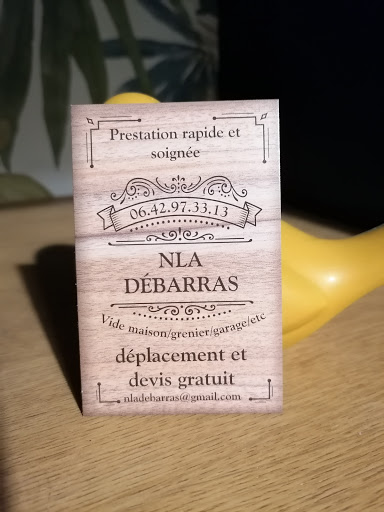 Prestation rapide et
soignée
06.42.97.33.13
NLA
DÉBARRAS
Vide maison/grenier/garage/etc
déplacement et
devis gratuit
nladebarras@gmail.com